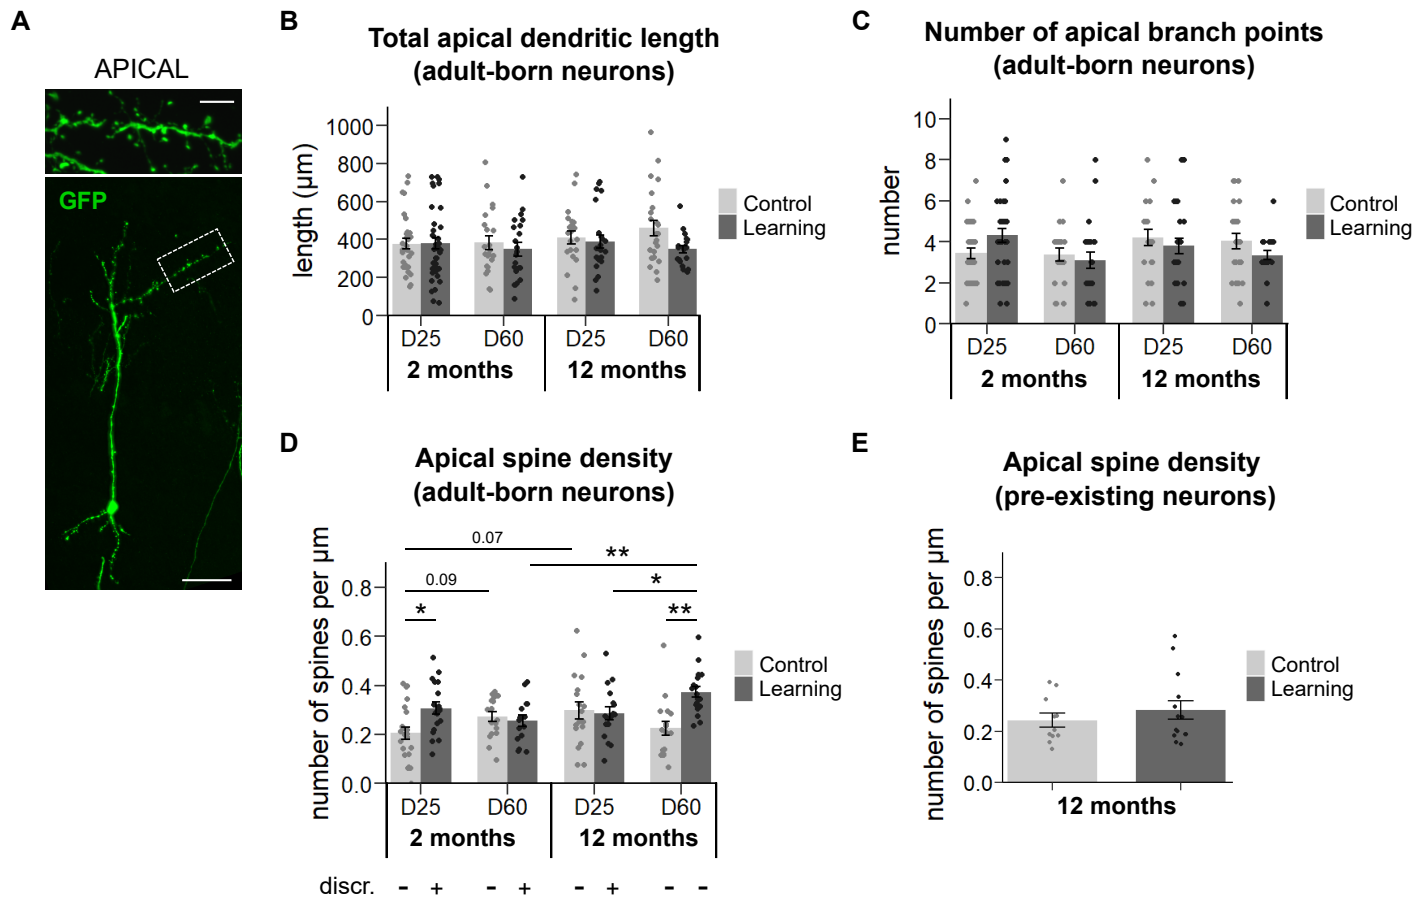 A
APICAL
GFP
B
Total apical dendritic length
(adult-born neurons)
length (µm)
1000
800
600
400
200
0
D25
D60
D25
D60
2 months
12 months
Control
Learning
C
Number of apical branch points
(adult-born neurons)
number
10
8
6
4
2
0
D25
D60
D25
D60
2 months
12 months
Control
Learning
D
Apical spine density
(adult-born neurons)
number of spines per µm
0.07
**
0.09
*
*
**
0.8
0.6
0.4
0.2
0.0
D25
D60
D25
D60
2 months
12 months
discr. - + - + - + - -
Control
Learning
E
Apical spine density
(pre-existing neurons)
number of spines per µm
0.8
0.6
0.4
0.2
0.0
12 months
Control
Learning